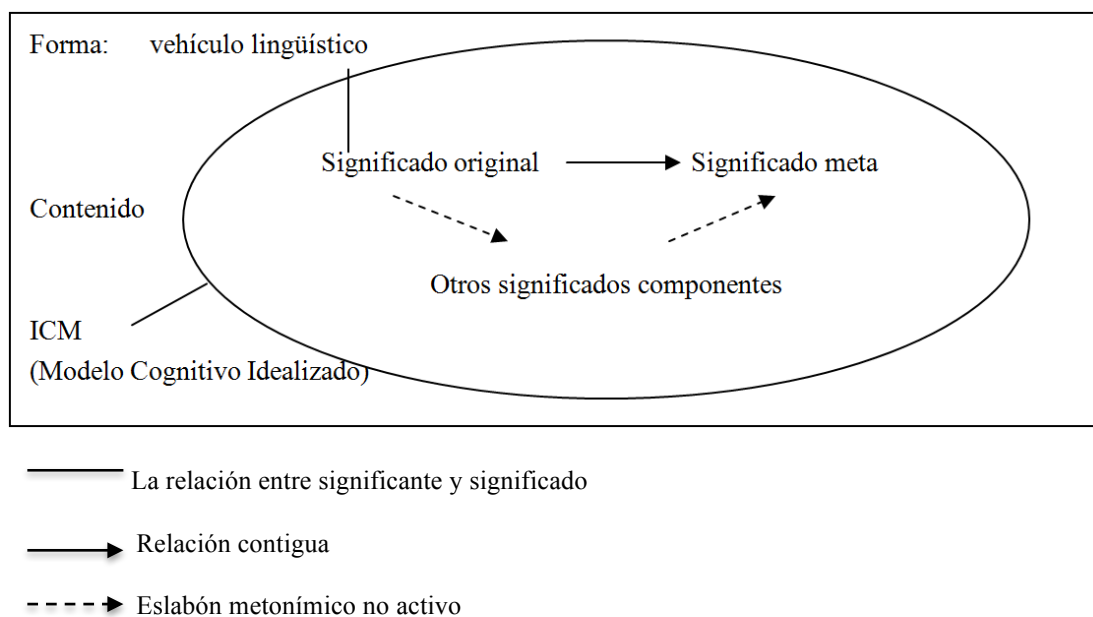 Forma: vehículo lingüístico
Significado original Significado meta
Contenido
Otros significados componentes
ICM
(Modelo Cognitivo Idealizado)
La relación entre significante y significado
Relación contigua
Eslabón metonímico no activo